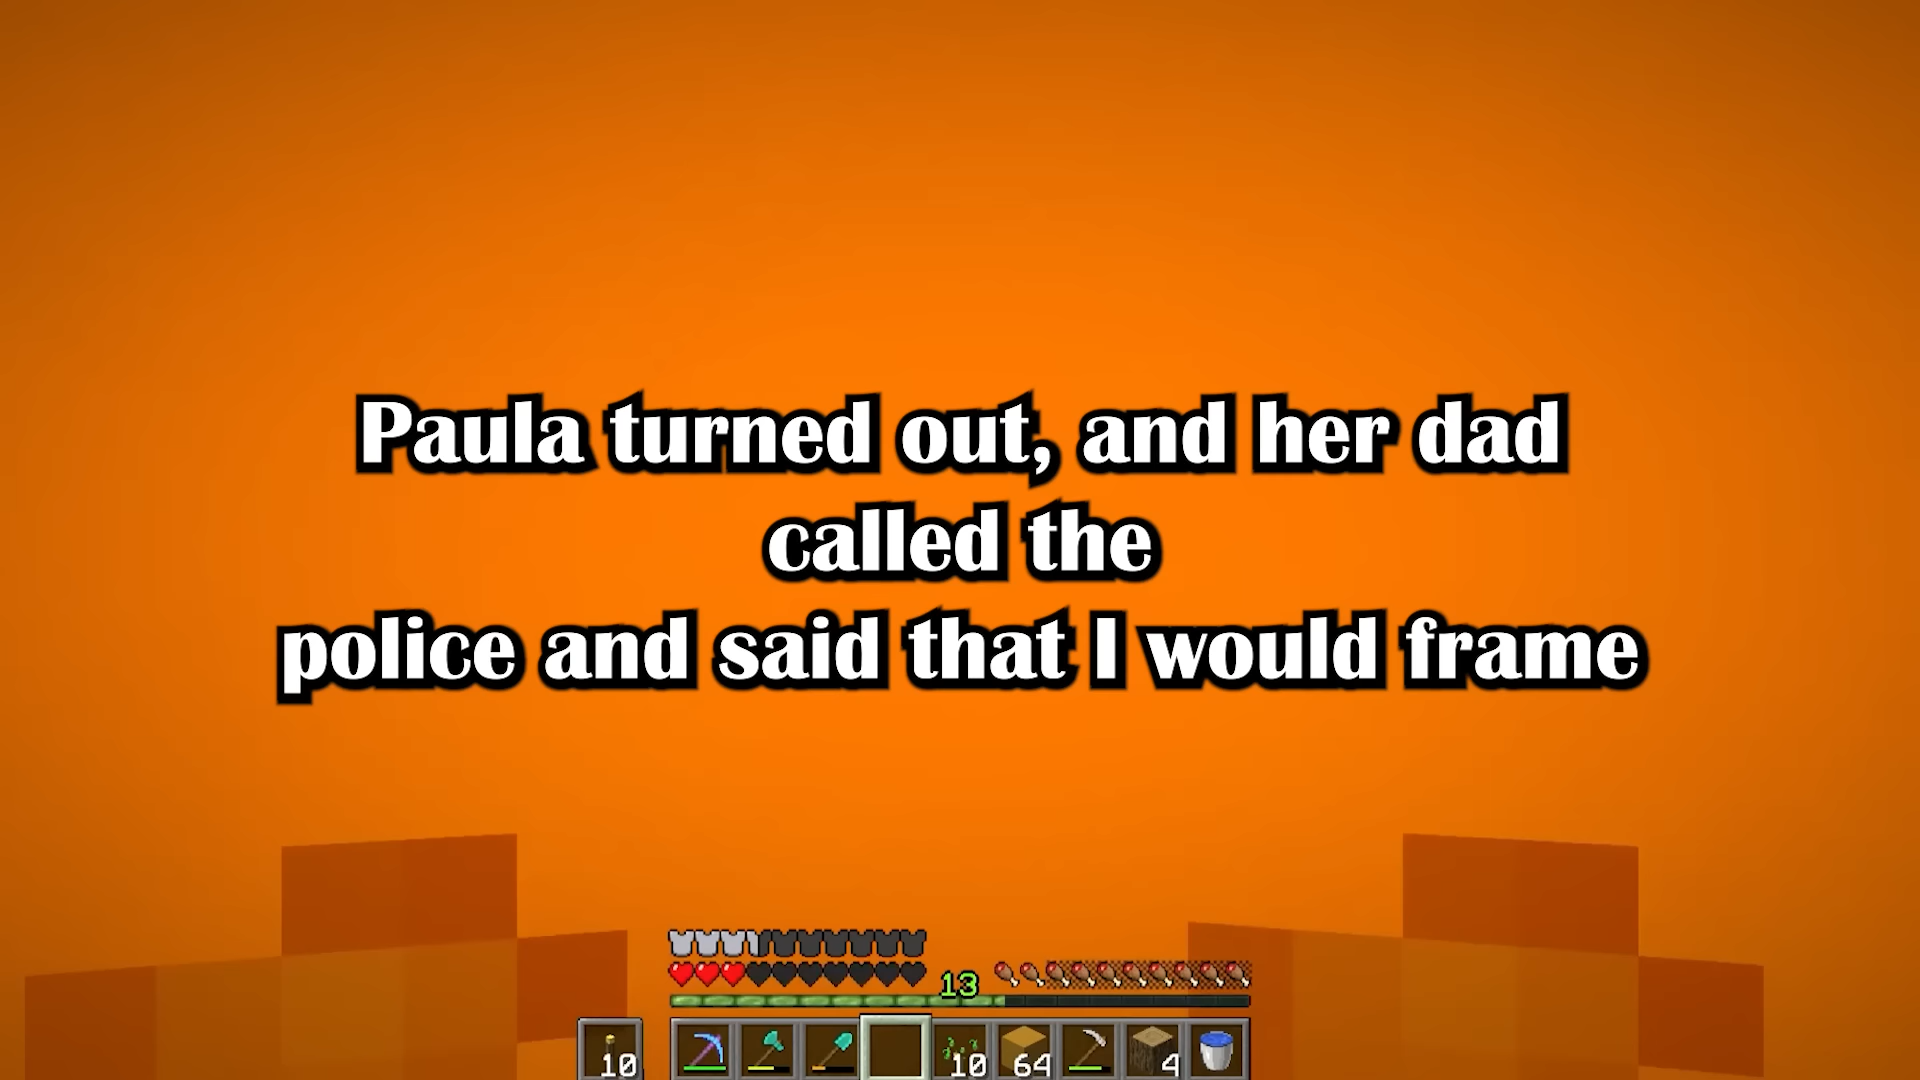 Paula turned out, and her dad
called the
police and said that I would frame
13
10
10
64
4